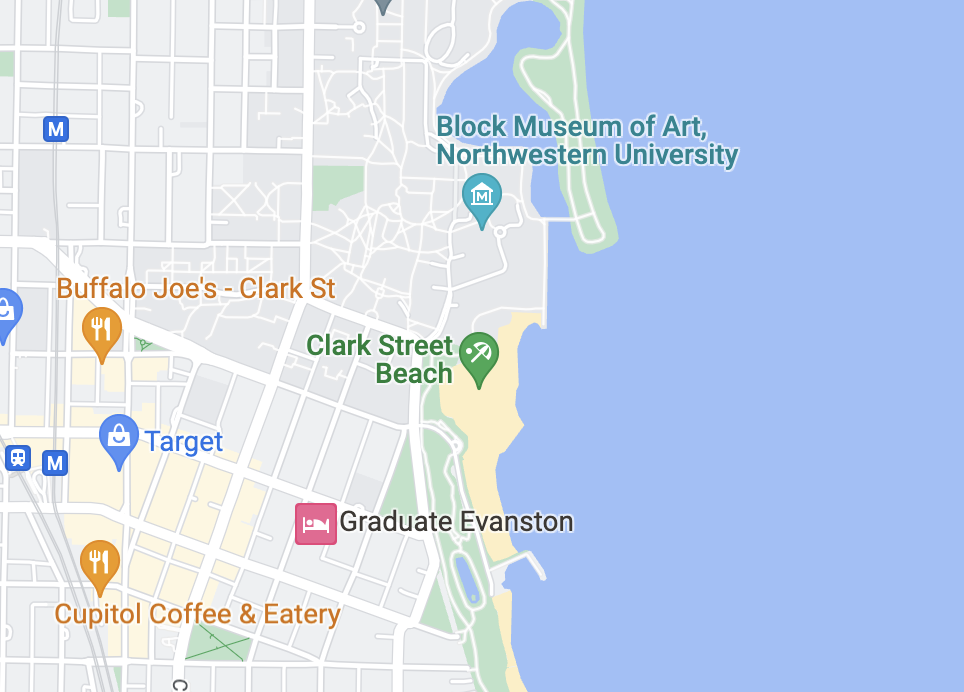 M
Block Museum of Art,
Northwestern University
M
Buffalo Joe's - Clark St
Clark Street
Beach
Target
M
Graduate Evanston
Cupitol Coffee & Eatery
C